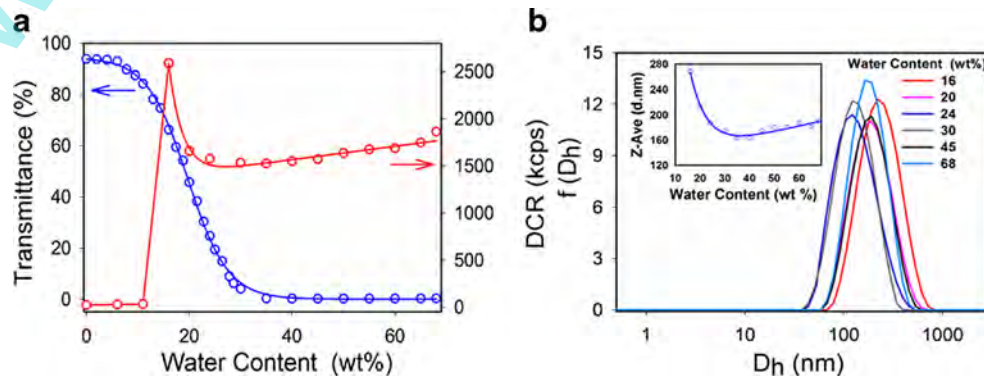 a
100
80
60
40
20
0
Transmittance (%)
2500
2000
1500
1000
500
0
DCR (kcps)
0 20 40 60
Water Content (wt%)
b
15
12
9
6
3
0
f (Dh)
1 10 100 1000
Dh (nm)
Water Content (wt%)
16
20
24
30
45
68
280
240
200
160
120
Z-Ave (d.nm)
10 20 30 40 50 60
Water Content (wt %)